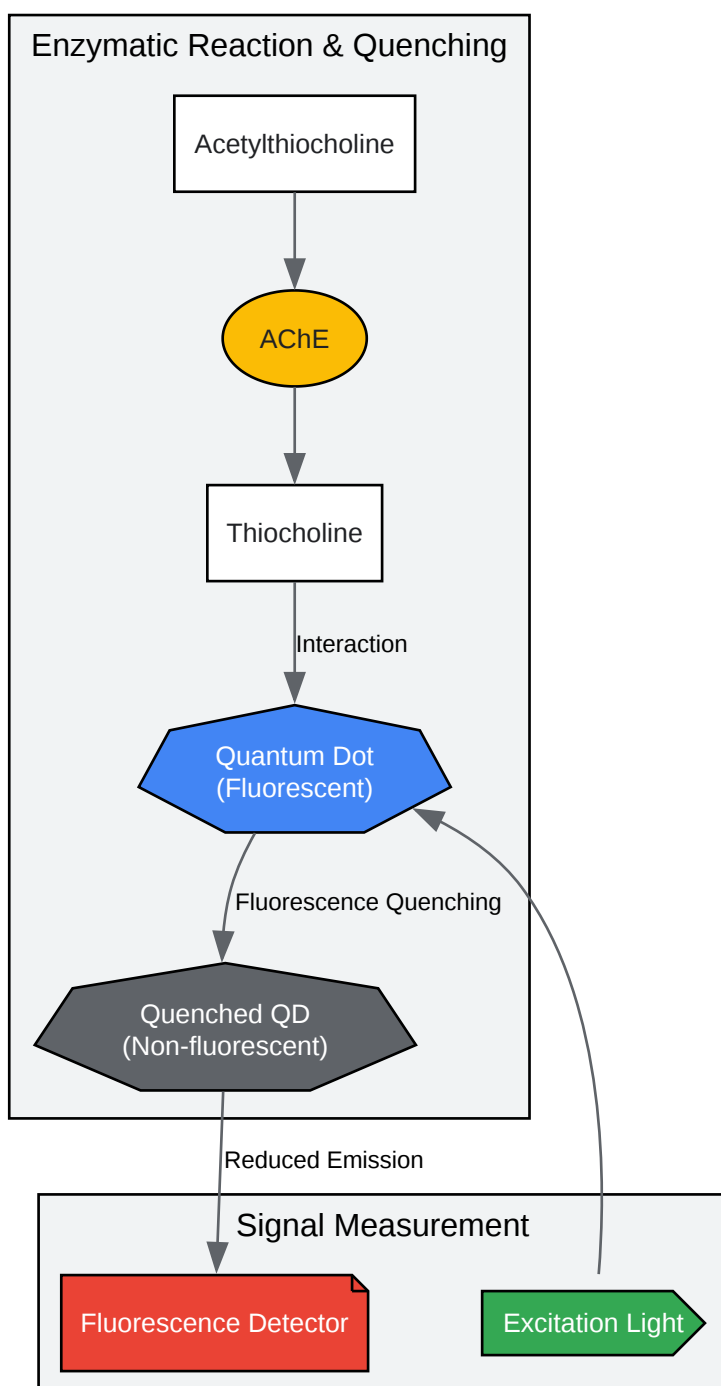 Enzymatic Reaction & Quenching
Acetylthiocholine
AChE
Thiocholine
Interaction
Quantum Dot
(Fluorescent)
Fluorescence Quenching
Quenched QD
(Non-fluorescent)
Reduced Emission
Signal Measurement
Fluorescence Detector
Excitation Light